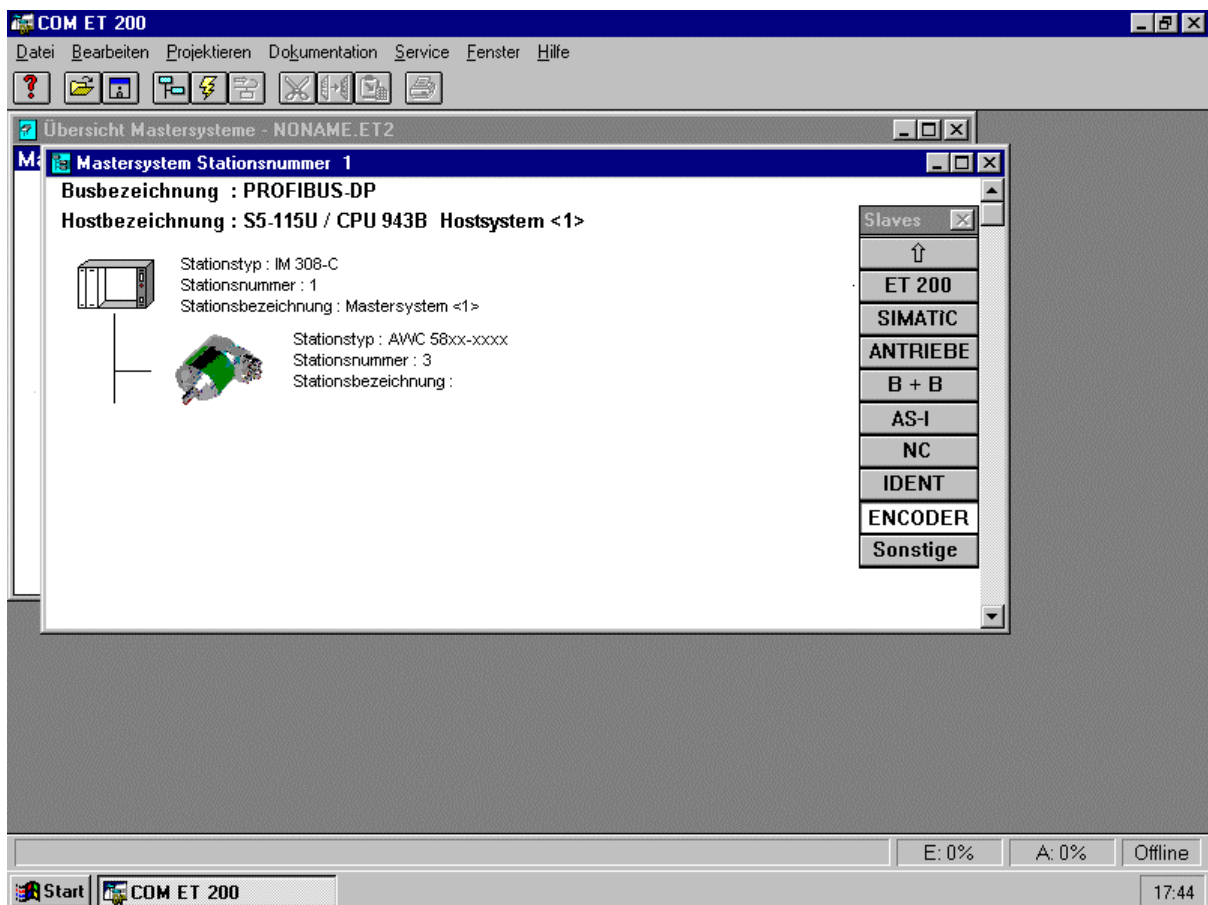 COM ET 200
Datei Bearbeiten Projektieren Dokumentation Service Fenster Hilfe
Übersicht Mastersysteme - NONAME.ET2
Ma
Mastersystem Stationsnummer 1
Busbezeichnung : PROFIBUS-DP
Hostbezeichnung : S5-115U / CPU 943B Hostsystem <1>
Stationstyp : IM 308-C
Stationsnummer : 1
Stationsbezeichnung : Mastersystem <1>
Stationstyp : AWC 58xx-xxxx
Stationsnummer : 3
Stationsbezeichnung :
Slaves
⇧
ET 200
SIMATIC
ANTRIEBE
B + B
AS-I
NC
IDENT
ENCODER
Sonstige
E: 0% A: 0% Offline
Start COM ET 200 17:44